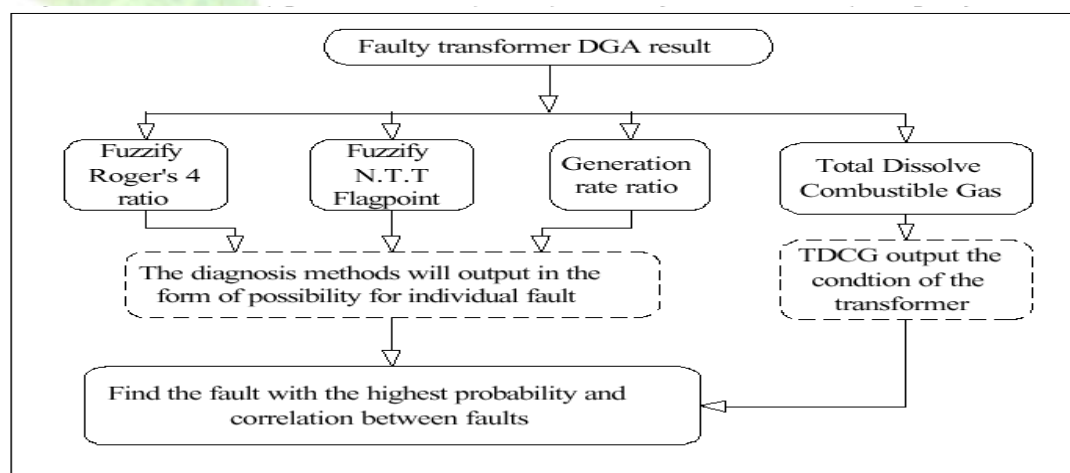 Faulty transformer DGA result
Fuzzify
Roger's 4
ratio
Fuzzify
N.T.T
Flagpoint
Generation
rate ratio
Total Dissolve
Combustible Gas
The diagnosis methods will output in the
form of possibility for individual fault
TDCG output the
condtion of the
transformer
Find the fault with the highest probability and
correlation between faults